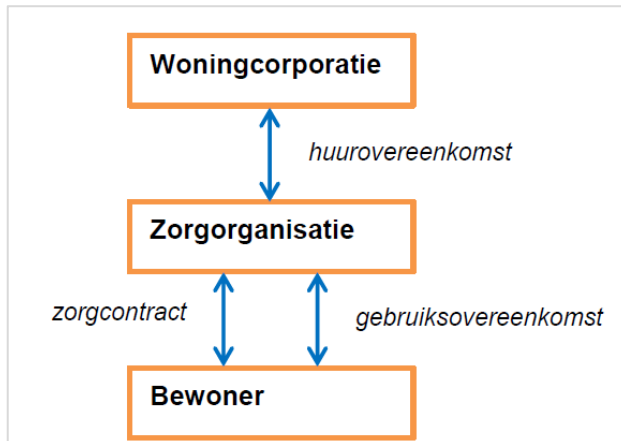 Woningcorporatie
huurovereenkomst
Zorgorganisatie
zorgcontract
gebruiksovereenkomst
Bewoner